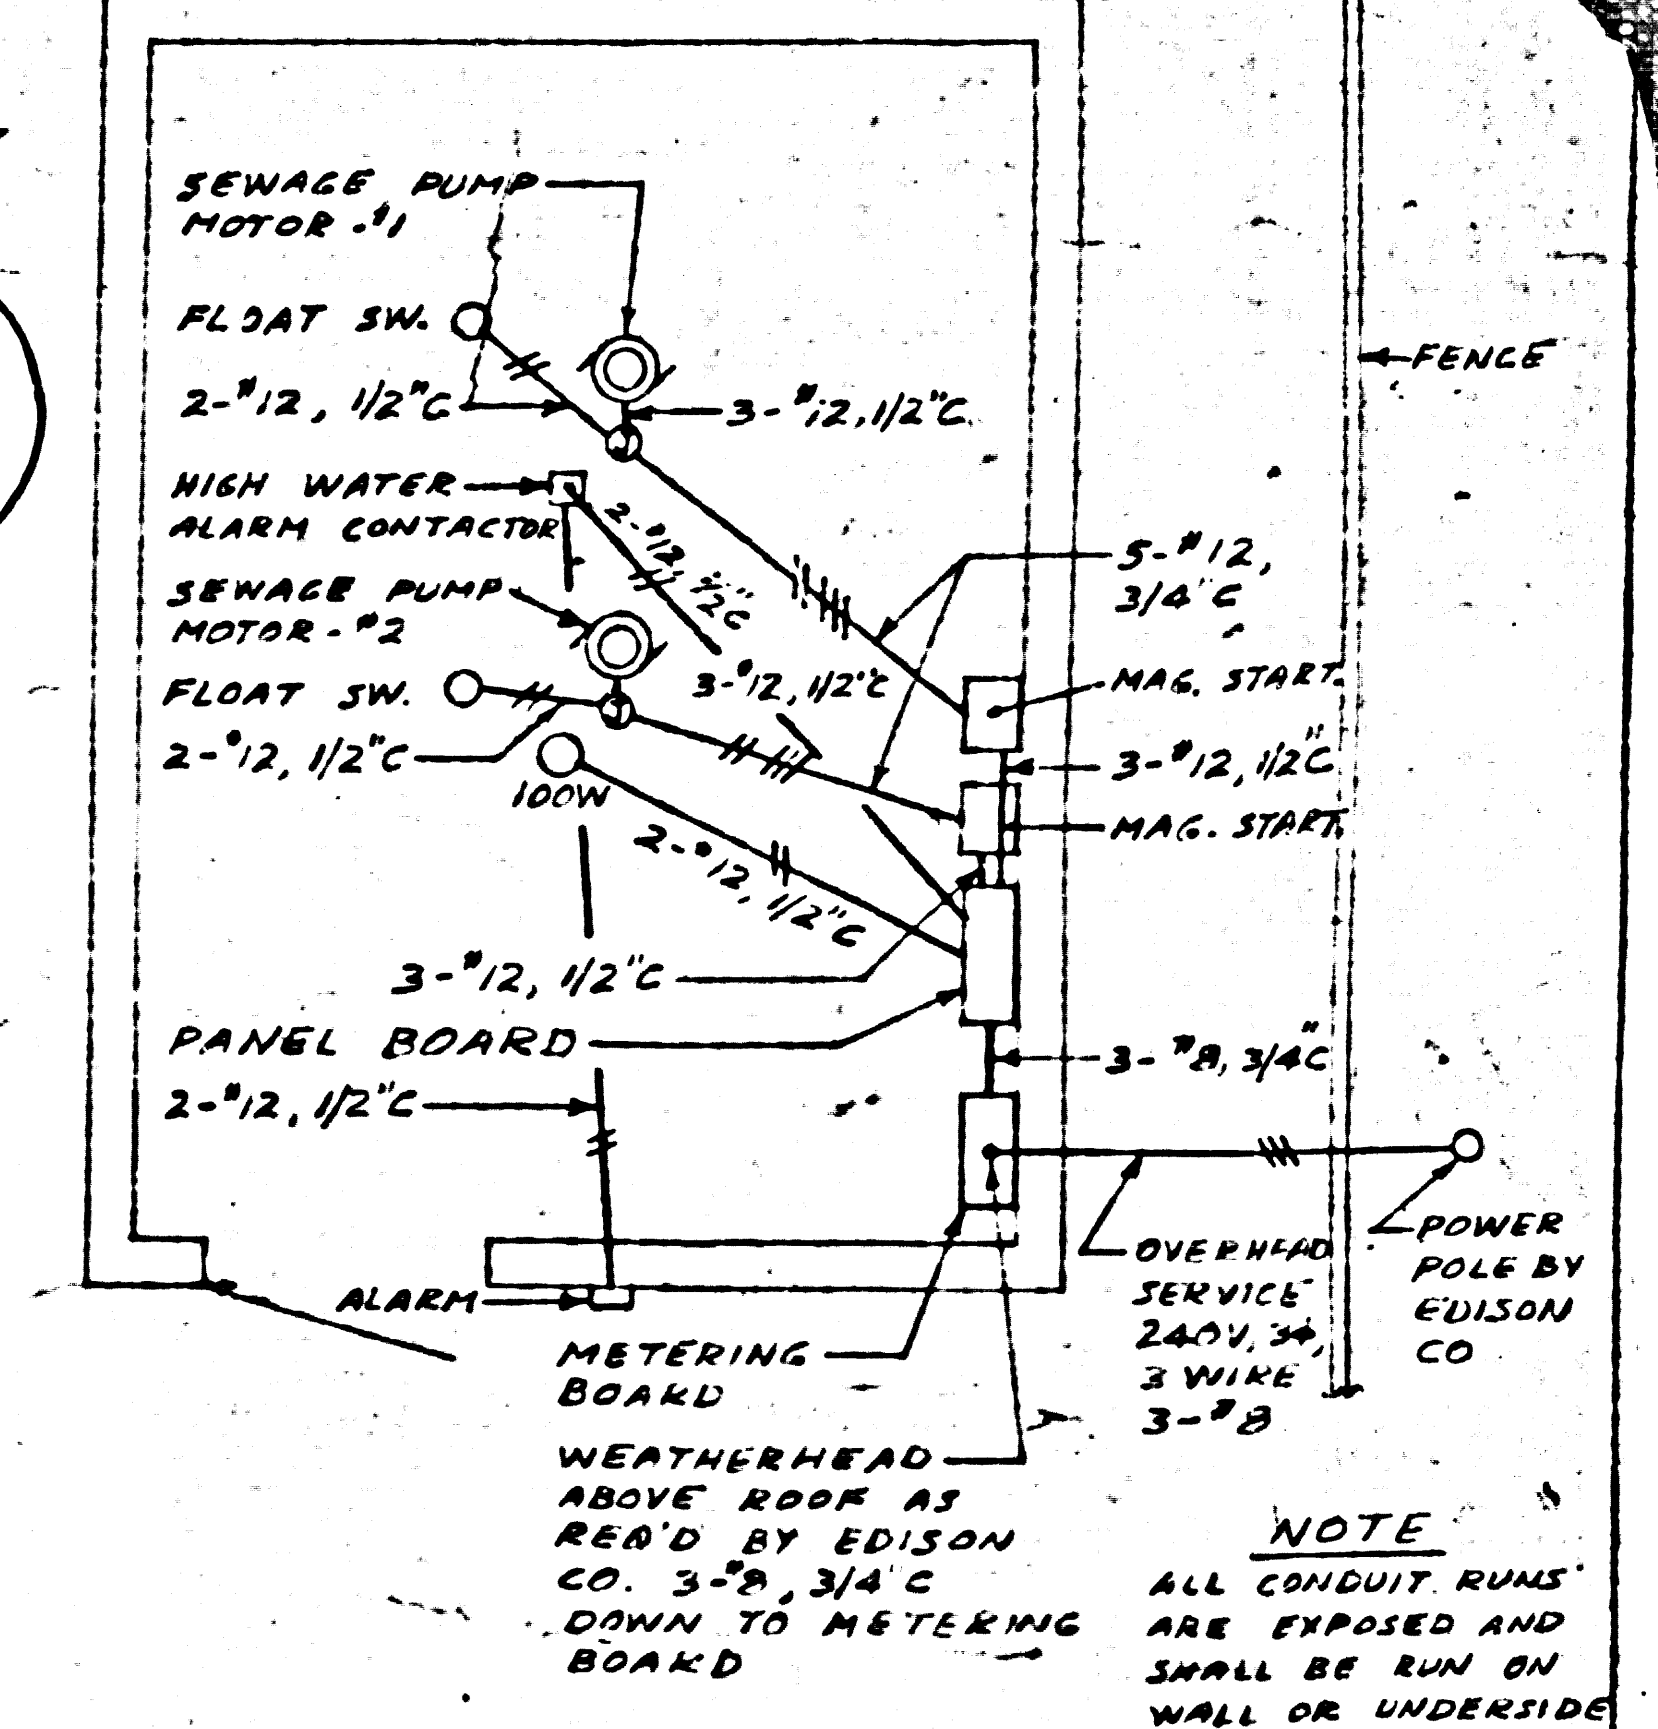 SEWAGE PUMP
MOTOR-#1
FLOAT SW.
2-#12, 1/2"C
3-#12, 1/2"C
FENCE
HIGH WATER
ALARM CONTACTOR
2-#12, 1/2"C
5-#12,
3/4"C
SEWAGE PUMP
MOTOR-#2
FLOAT SW.
3-#12, 1/2"C
MAG. START.
2-#12, 1/2"C
3-#12, 1/2"C
100W
MAG. START.
2-#12, 1/2"C
3-#12, 1/2"C
PANEL BOARD
3-#8, 3/4"C
2-#12, 1/2"C
ALARM
OVERHEAD
SERVICE
240V, 3ϕ,
3 WIRE
3-#8
POWER
POLE BY
EDISON
CO
METERING
BOARD
WEATHERHEAD
ABOVE ROOF AS
REQ'D BY EDISON
CO. 3-#8, 3/4"C
DOWN TO METERING
BOARD
NOTE
ALL CONDUIT RUNS
ARE EXPOSED AND
SHALL BE RUN ON
WALL OR UNDERSIDE